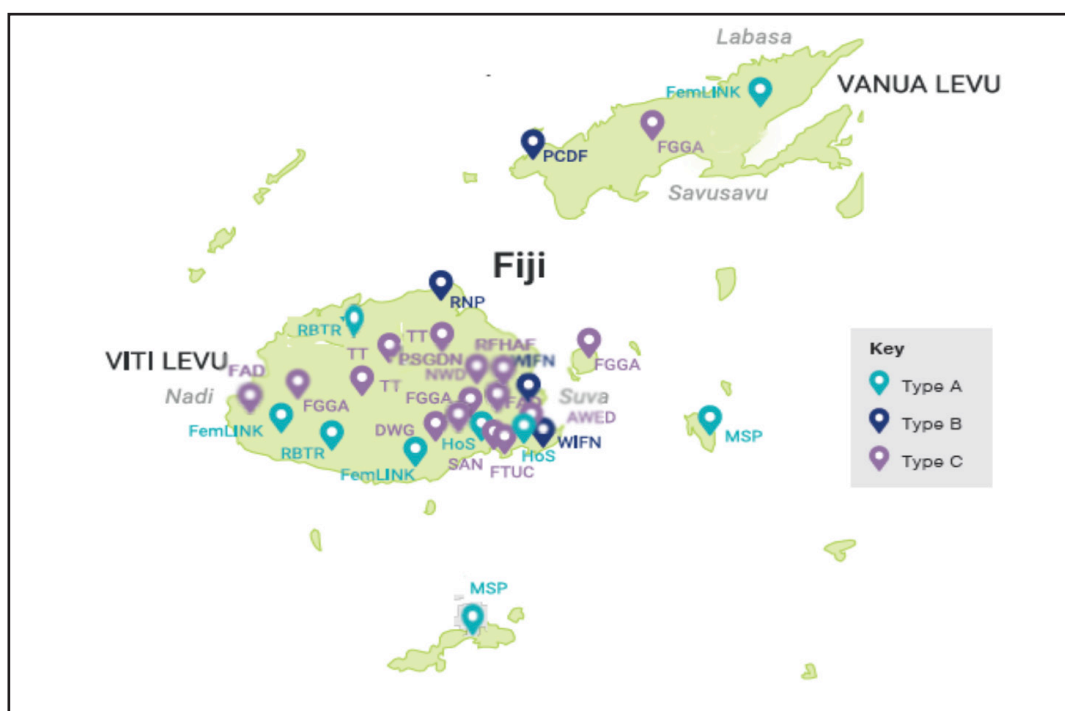 Labasa
FemLINK
VANUA LEVU
FGGA
PCDF
Savusavu
Fiji
RNP
RBTR
TT
TT
PSGDN
RFHAF
WIFN
NWD
FGGA
VITI LEVU
FAD
Nadi
FGGA
TT
FGGA
Suva
AWED
FemLINK
DWG
HoS
WIFN
RBTR
HoS
FemLINK
SAN
FTUC
MSP
MSP
Key
Type A
Type B
Type C